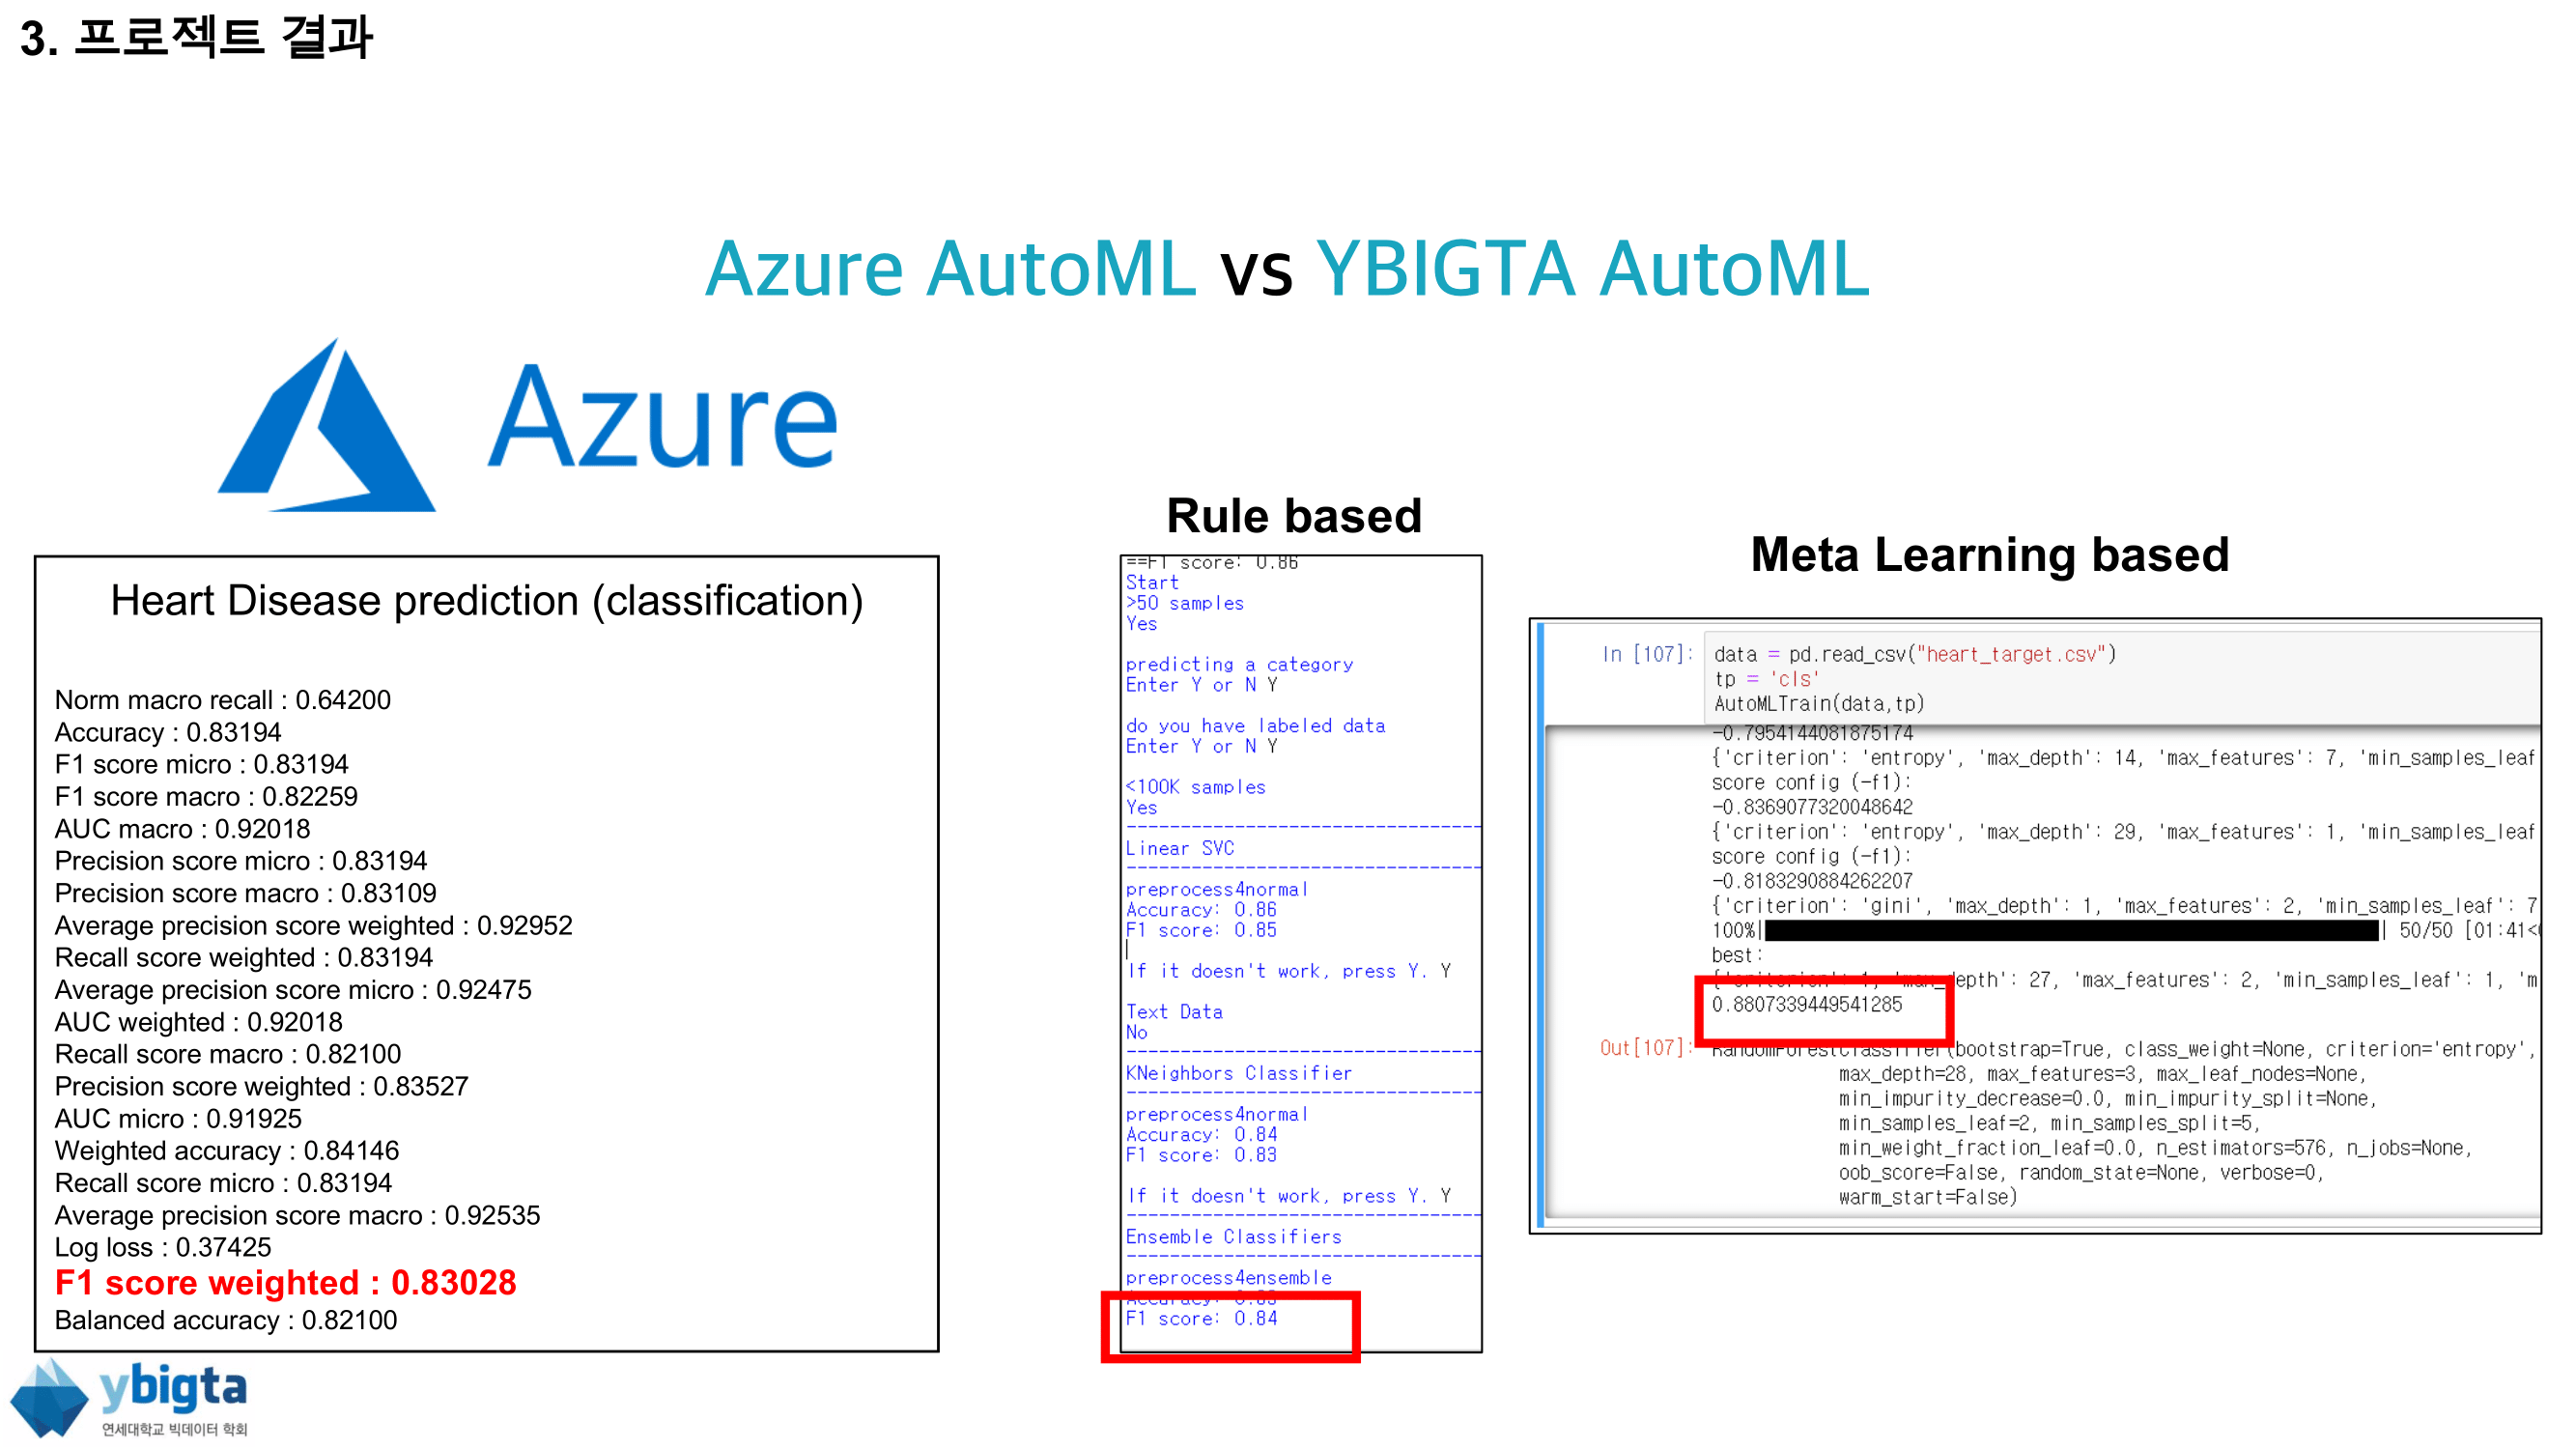 3. 프로젝트 결과
Azure AutoML vs YBIGTA AutoML
Azure
Heart Disease prediction (classification)
Norm macro recall : 0.64200
Accuracy : 0.83194
F1 score micro : 0.83194
F1 score macro : 0.82259
AUC macro : 0.92018
Precision score micro : 0.83194
Precision score macro : 0.83109
Average precision score weighted : 0.92952
Recall score weighted : 0.83194
Average precision score micro : 0.92475
AUC weighted : 0.92018
Recall score macro : 0.82100
Precision score weighted : 0.83527
AUC micro : 0.91925
Weighted accuracy : 0.84146
Recall score micro : 0.83194
Average precision score macro : 0.92535
Log loss : 0.37425
F1 score weighted : 0.83028
Balanced accuracy : 0.82100
Rule based
==F1 score: 0.86
Start
>50 samples
Yes
predicting a category
Enter Y or N Y
do you have labeled data
Enter Y or N Y
<100K samples
Yes
--------------------------------
Linear SVC
--------------------------------
preprocess4normal
Accuracy: 0.86
F1 score: 0.85
If it doesn't work, press Y. Y
Text Data
No
--------------------------------
KNeighbors Classifier
--------------------------------
preprocess4normal
Accuracy: 0.84
F1 score: 0.83
If it doesn't work, press Y. Y
--------------------------------
Ensemble Classifiers
--------------------------------
preprocess4ensemble
Accuracy: 0.83
F1 score: 0.84
Meta Learning based
In [107]: data = pd.read_csv("heart_target.csv")
tp = 'cls'
AutoMLTrain(data,tp)
-0.7954144081875174
{'criterion': 'entropy', 'max_depth': 14, 'max_features': 7, 'min_samples_leaf
score config (-f1):
-0.8369077320048642
{'criterion': 'entropy', 'max_depth': 29, 'max_features': 1, 'min_samples_leaf
score config (-f1):
-0.8183290884262207
{'criterion': 'gini', 'max_depth': 1, 'max_features': 2, 'min_samples_leaf': 7
100%| | 50/50 [01:41<
best:
{'criterion': 1, 'max_depth': 27, 'max_features': 2, 'min_samples_leaf': 1, 'm
0.8807339449541285
Out[107]: RandomForestClassifier(bootstrap=True, class_weight=None, criterion='entropy',
max_depth=28, max_features=3, max_leaf_nodes=None,
min_impurity_decrease=0.0, min_impurity_split=None,
min_samples_leaf=2, min_samples_split=5,
min_weight_fraction_leaf=0.0, n_estimators=576, n_jobs=None,
oob_score=False, random_state=None, verbose=0,
warm_start=False)
ybigta
연세대학교 빅데이터 학회